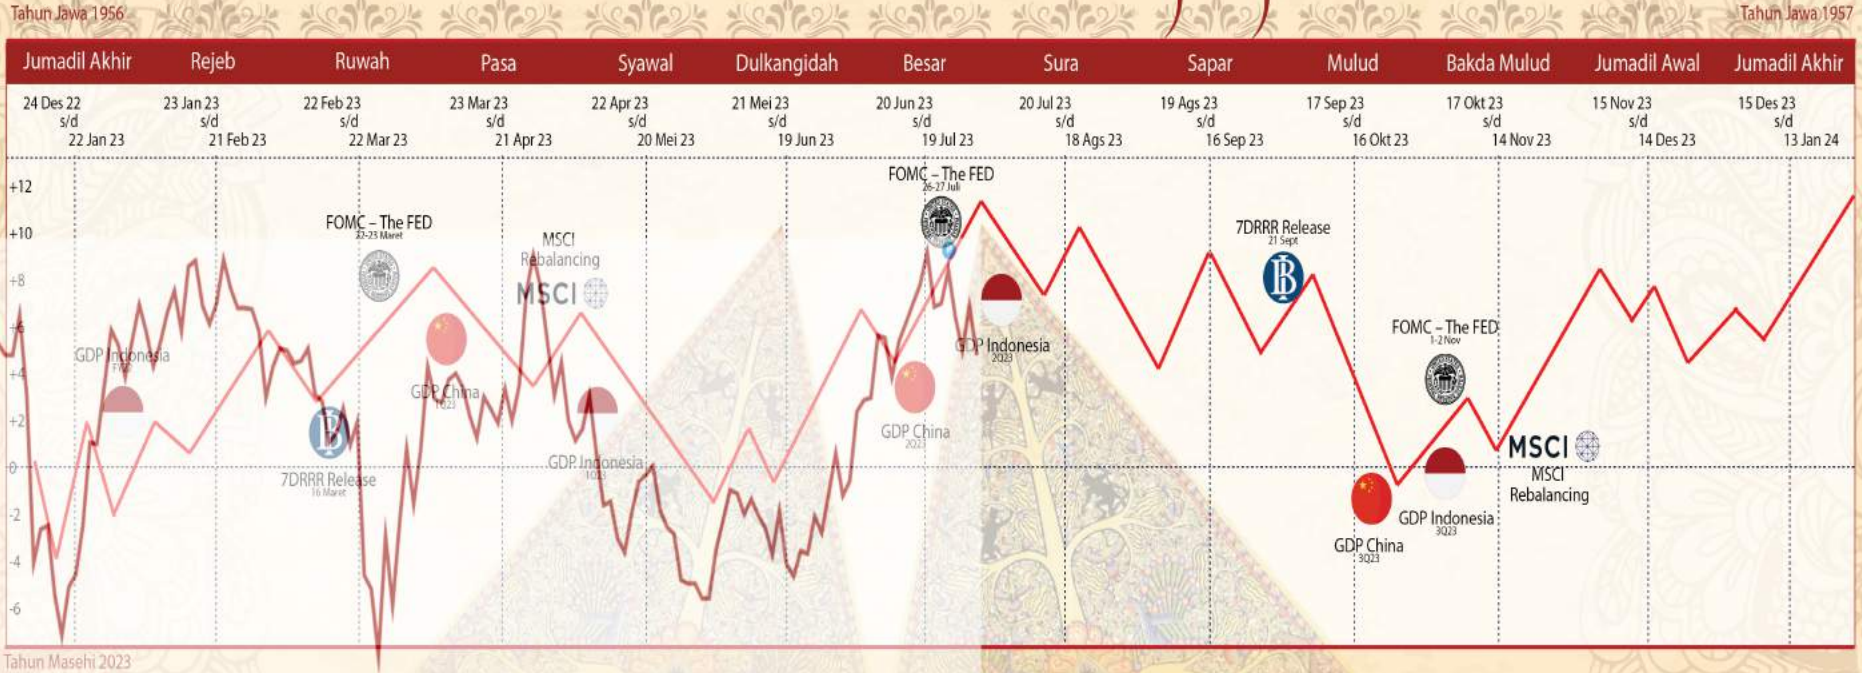 Tahun Jawa 1956
Tahun Jawa 1957
Jumadil Akhir Rejeb Ruwah Pasa Syawal Dulkangidah Besar Sura Sapar Mulud Bakda Mulud Jumadil Awal Jumadil Akhir
24 Des 22 23 Jan 23 22 Feb 23 23 Mar 23 22 Apr 23 21 Mei 23 20 Jun 23 20 Jul 23 19 Ags 23 17 Sep 23 17 Okt 23 15 Nov 23 15 Des 23
s/d s/d s/d s/d s/d s/d s/d s/d s/d s/d s/d s/d s/d
22 Jan 23 21 Feb 23 22 Mar 23 21 Apr 23 20 Mei 23 19 Jun 23 19 Jul 23 18 Ags 23 16 Sep 23 16 Okt 23 14 Nov 23 14 Des 23 13 Jan 24
+12
+10
+8
+6
+4
+2
0
-2
-4
-6
GDP Indonesia
7DRRR Release
16 Maret
FOMC – The FED
22-23 Maret
GDP China
1Q23
MSCI
Rebalancing
MSCI
GDP Indonesia
1Q23
FOMC – The FED
26-27 Juli
GDP China
2Q23
GDP Indonesia
2Q23
7DRRR Release
21 Sept
GDP China
3Q23
FOMC – The FED
1-2 Nov
GDP Indonesia
3Q23
MSCI
MSCI
Rebalancing
Tahun Masehi 2023